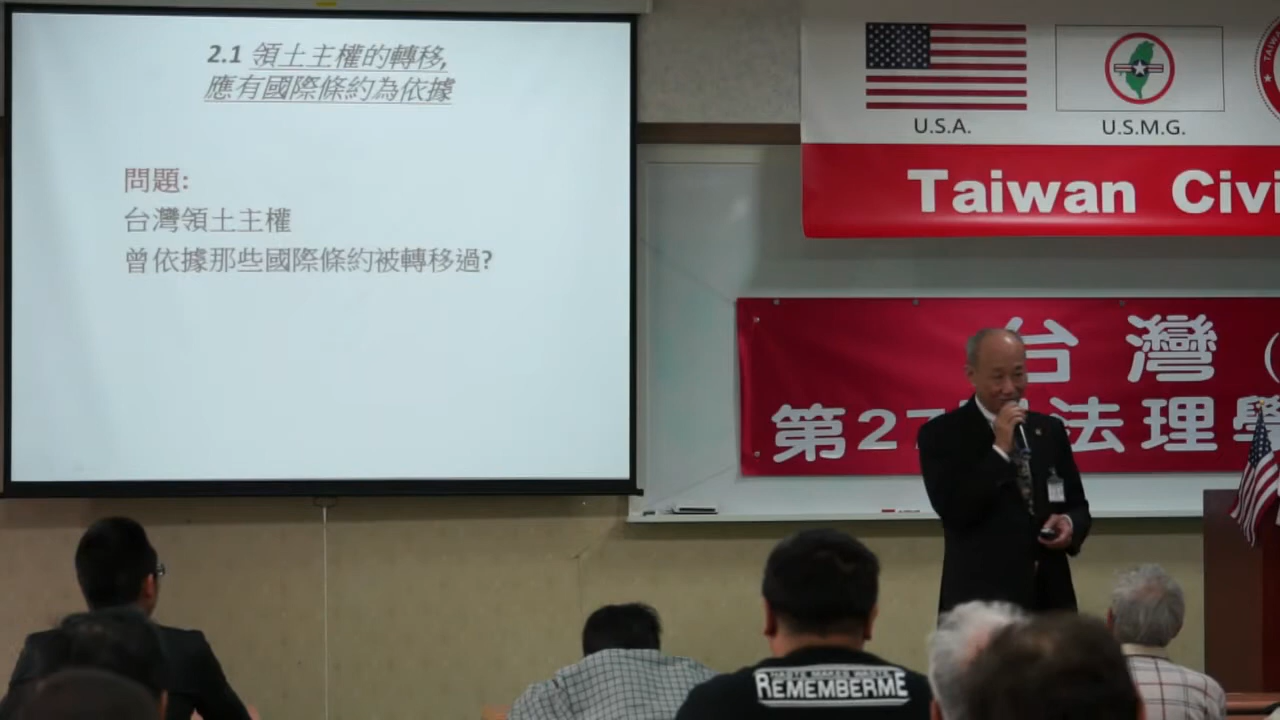 2.1 領土主權的轉移,
應有國際條約為依據
問題:
台灣領土主權
曾依據那些國際條約被轉移過?
U.S.A.
U.S.M.G.
TAIWAN
Taiwan Civi
台灣(
第27 法理學
REMEMBERME